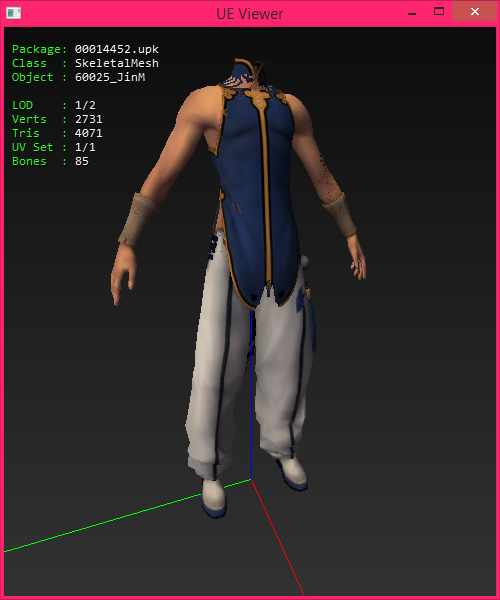 UE Viewer
Package: 00014452.upk
Class : SkeletalMesh
Object : 60025_JinM
LOD : 1/2
Verts : 2731
Tris : 4071
UV Set : 1/1
Bones : 85